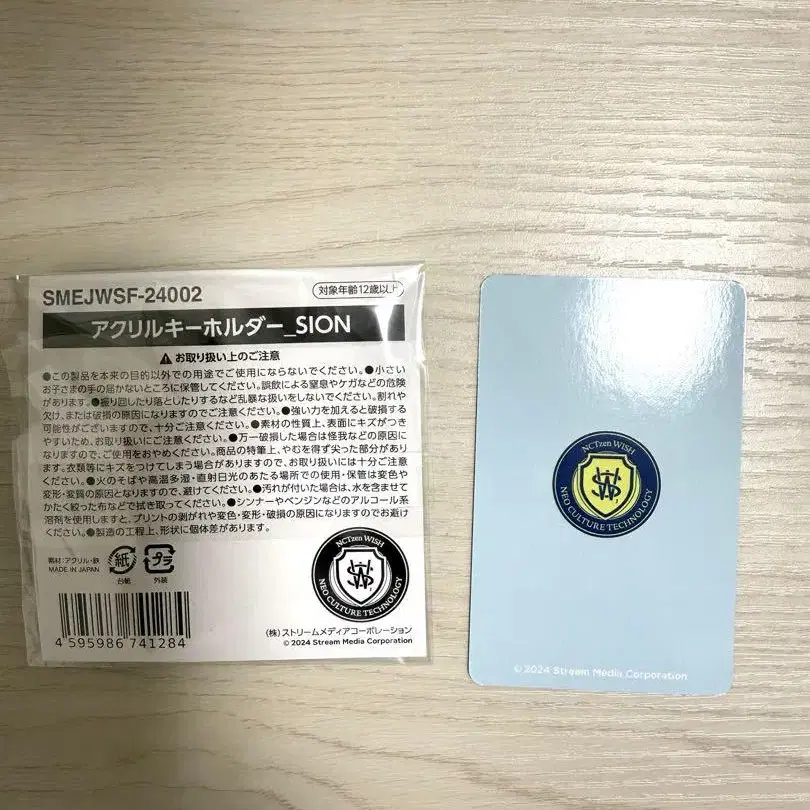 SMEJWSF-24002
対象年齢12歳以上
アクリルキーホルダー_SION
お取り扱い上のご注意
●この製品を本来の目的以外での用途でご使用にならないでください。●小さい
お子さまの手の届かないところに保管してください。誤飲による窒息やケガなどの危険
があります。●振り回したり落としたりするなど乱暴な扱いをしないでください。割れや
欠け、または破損の原因になりますのでご注意ください。●強い力を加えると破損する
可能性がございますので、十分ご注意ください。●素材の性質上、表面にキズがつき
やすいため、お取り扱いにご注意ください。●万一破損した場合は怪我などの原因に
なりますので、ご使用をおやめください。商品の特筆上、やむを得ず尖った部分があり
ます。衣類等にキズをつけてしまう場合がありますので、お取り扱いには十分ご注意
ください。●火のそばや高温多湿・直射日光のあたる場所での使用・保管は変色や
変形・変質の原因となりますので、避けてください。●汚れが付いた場合は、水を含ませて
かたく絞った布などで拭き取ってください。●シンナーやベンジンなどのアルコール系
溶剤を使用しますと、プリントの剥がれや変色・変形・破損の原因になりますのでお避け
ください。●製造の工程上、形状に個体差があります。
素材:アクリル・鉄
MADE IN JAPAN
紙
台紙
プラ
外装
NCTzen WISH
NEO CULTURE TECHNOLOGY
4 595986 741284
(株)ストリームメディアコーポレーション
© 2024 Stream Media Corporation
NCTzen WISH
NEO CULTURE TECHNOLOGY
© 2024 Stream Media Corporation